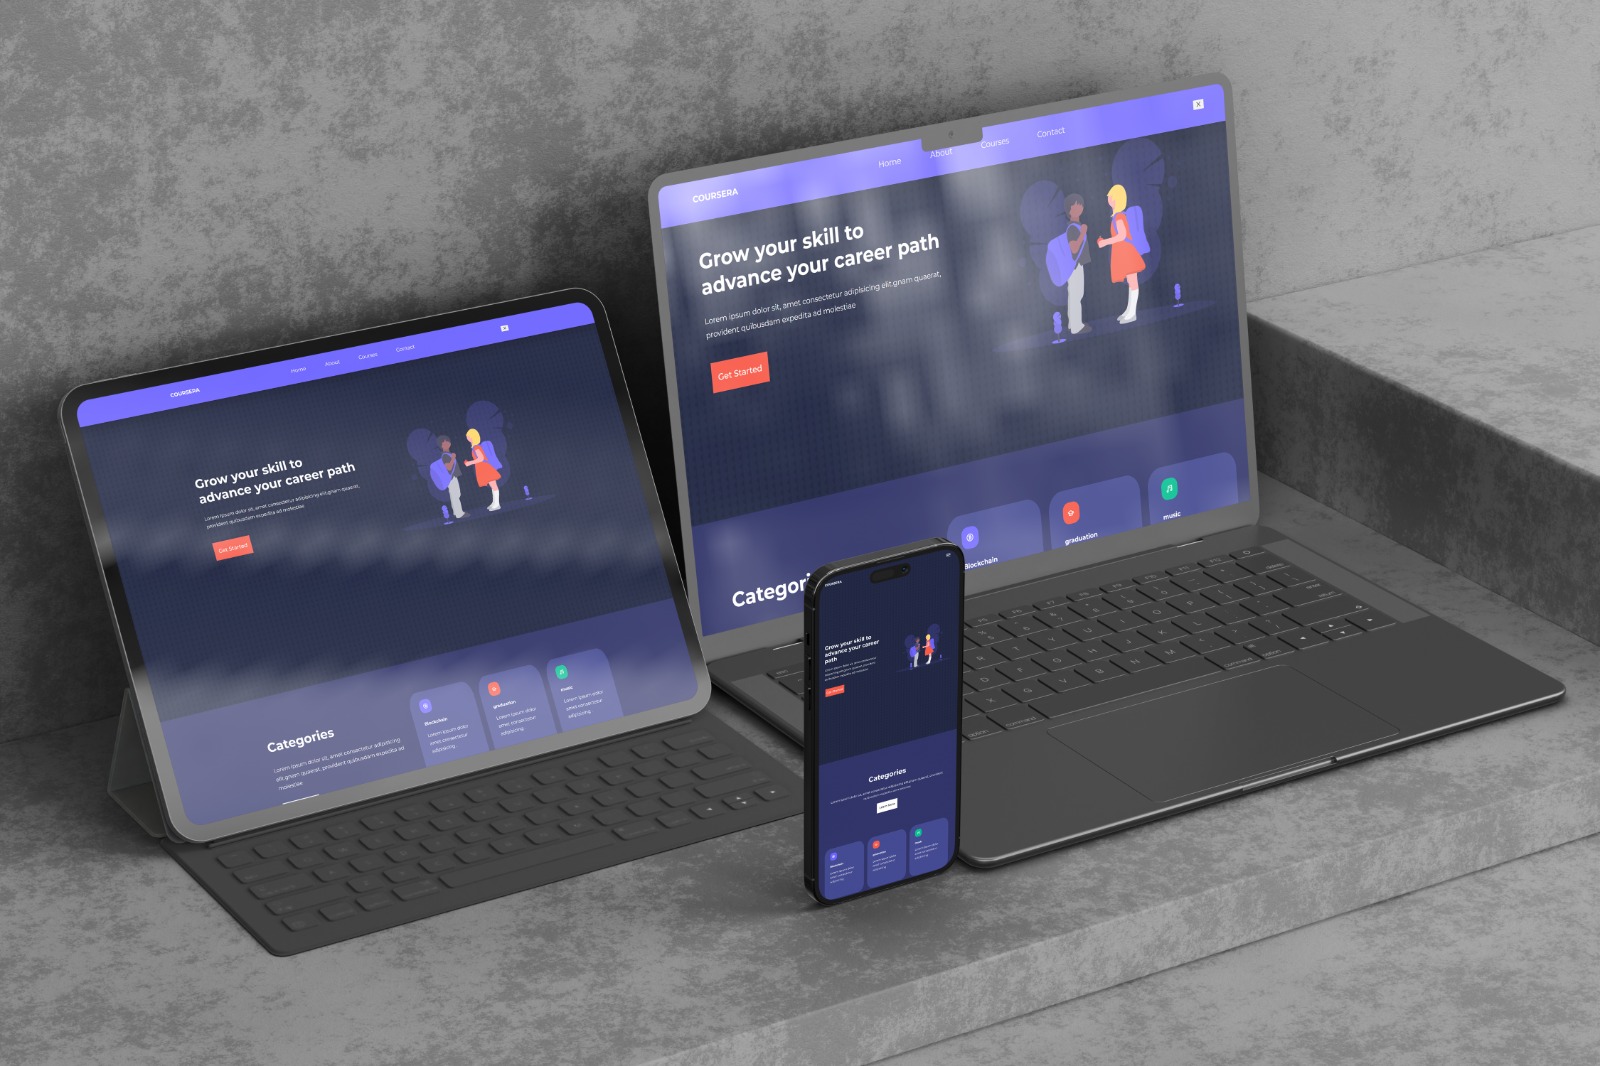 COURSERA
Home About Courses Contact
X
Grow your skill to
advance your career path
Lorem ipsum dolor sit, amet consectetur adipisicing elit.gnam quaerat,
provident quibusdam expedita ad molestiae
Get Started
Categori
Blockchain
graduation
music
COURSERA
Home About Courses Contact
Grow your skill to
advance your career path
Lorem ipsum dolor sit, amet consectetur adipisicing elit.gnam quaerat,
provident quibusdam expedita ad molestiae
Get Started
Categories
Lorem ipsum dolor sit, amet consectetur adipisicing
elit.gnam quaerat, provident quibusdam expedita ad
molestiae
Blockchain
Lorem ipsum dolor
amet consectetur
adipisicing
graduation
Lorem ipsum dolor
amet consectetur
adipisicing
music
Lorem ipsum dolor
amet consectetur
adipisicing
COURSERA
Grow your skill to
advance your career
path
Categories
command
option
command
option